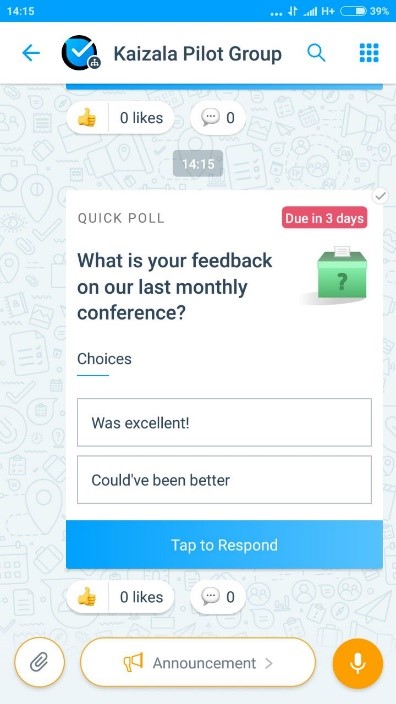 14:15
H+ 39%
Kaizala Pilot Group
0 likes
0
14:15
QUICK POLL
Due in 3 days
What is your feedback
on our last monthly
conference?
?
Choices
Was excellent!
Could've been better
Tap to Respond
0 likes
0
Announcement >